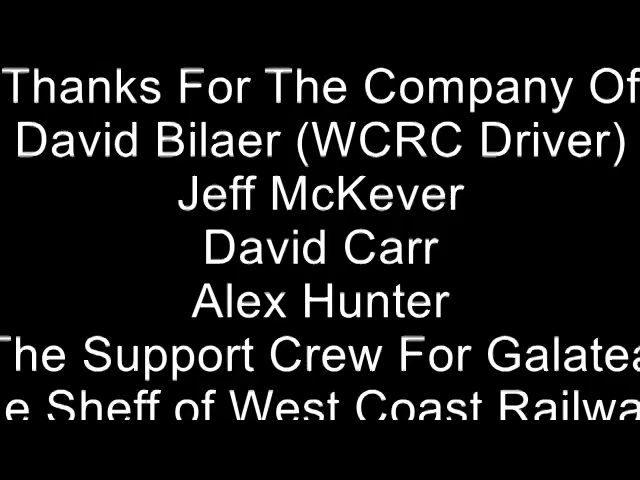 Thanks For The Company Of
David Bilaer (WCRC Driver)
Jeff McKever
David Carr
Alex Hunter
The Support Crew For Galatea
e Sheff of West Coast Railwa